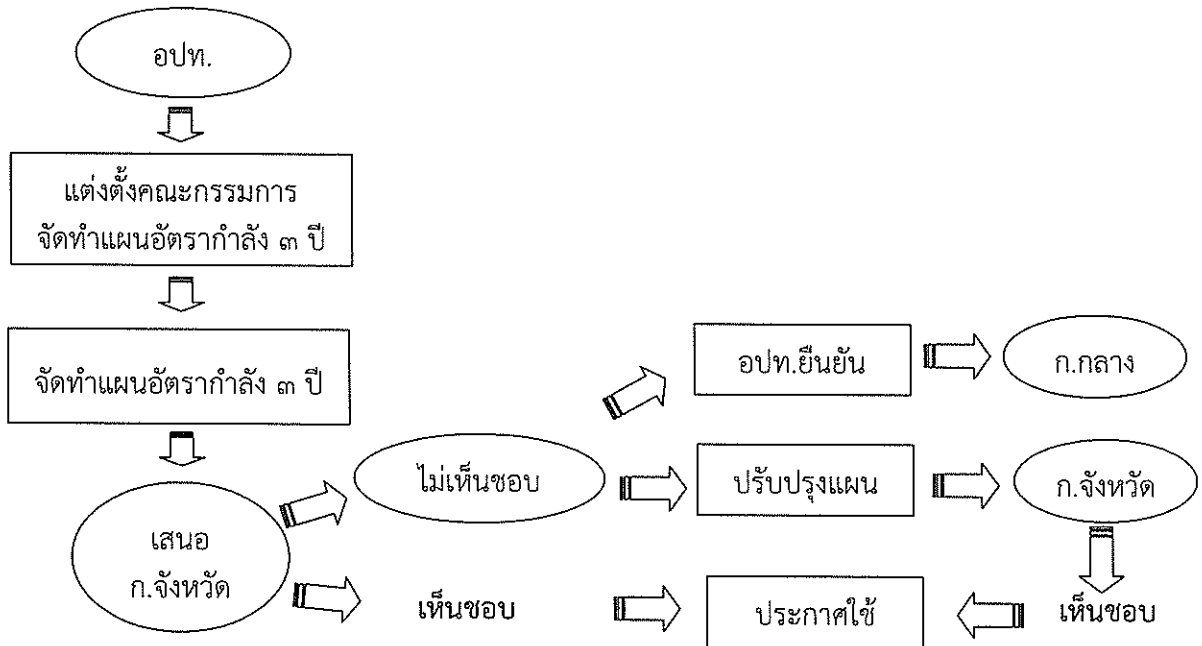 อปท.
แต่งตั้งคณะกรรมการ
จัดทำแผนอัตรากำลัง ๓ ปี
จัดทำแผนอัตรากำลัง ๓ ปี
อปท.ยืนยัน
ก.กลาง
ไม่เห็นชอบ
ปรับปรุงแผน
ก.จังหวัด
เสนอ
ก.จังหวัด
เห็นชอบ
ประกาศใช้
เห็นชอบ